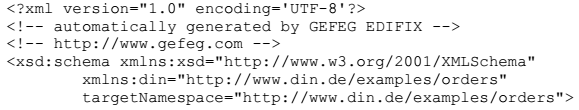 <?xml version="1.0" encoding='UTF-8'?>
<!-- automatically generated by GEFEG EDIFIX -->
<!-- http://www.gefeg.com -->
<xsd:schema xmlns:xsd="http://www.w3.org/2001/XMLSchema"
xmlns:din="http://www.din.de/examples/orders"
targetNamespace="http://www.din.de/examples/orders">